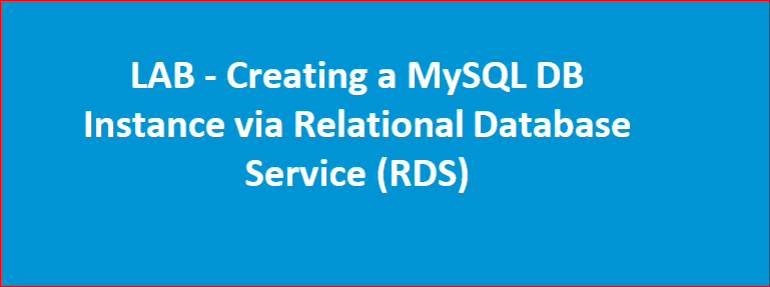 LAB - Creating a MySQL DB
Instance via Relational Database
Service (RDS)